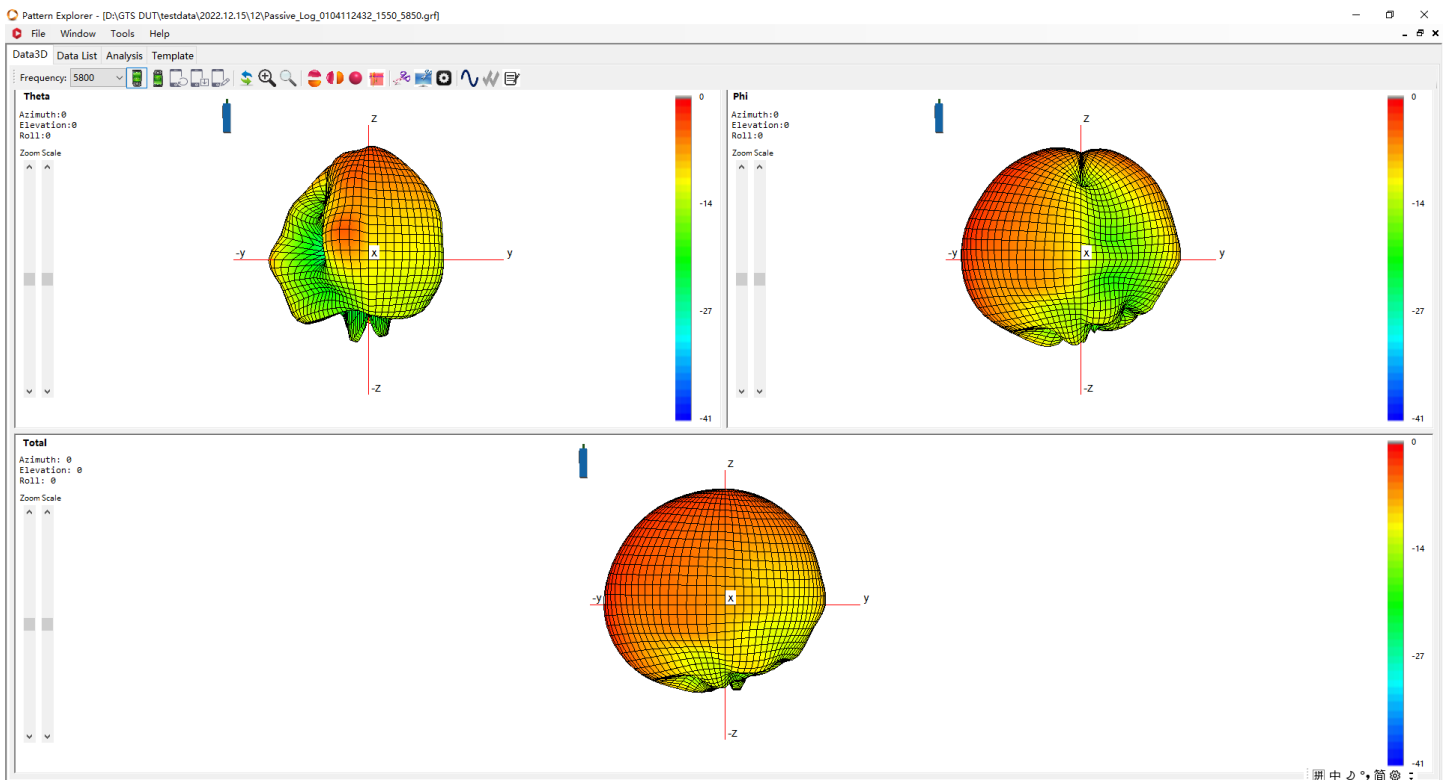 Pattern Explorer - [D:\GTS DUT\testdata\2022.12.15\12\Passive_Log_0104112432_1550_5850.grf]
File Window Tools Help
Data3D Data List Analysis Template
Frequency: 5800
Theta
Azimuth:0
Elevation:0
Roll:0
Zoom Scale
Z
-y
X
y
-Z
0
-14
-27
-41
Phi
Azimuth:0
Elevation:0
Roll:0
Zoom Scale
Z
-y
X
y
-Z
0
-14
-27
-41
Total
Azimuth: 0
Elevation: 0
Roll: 0
Zoom Scale
Z
-y
X
y
-Z
0
-14
-27
-41
拼 中 简